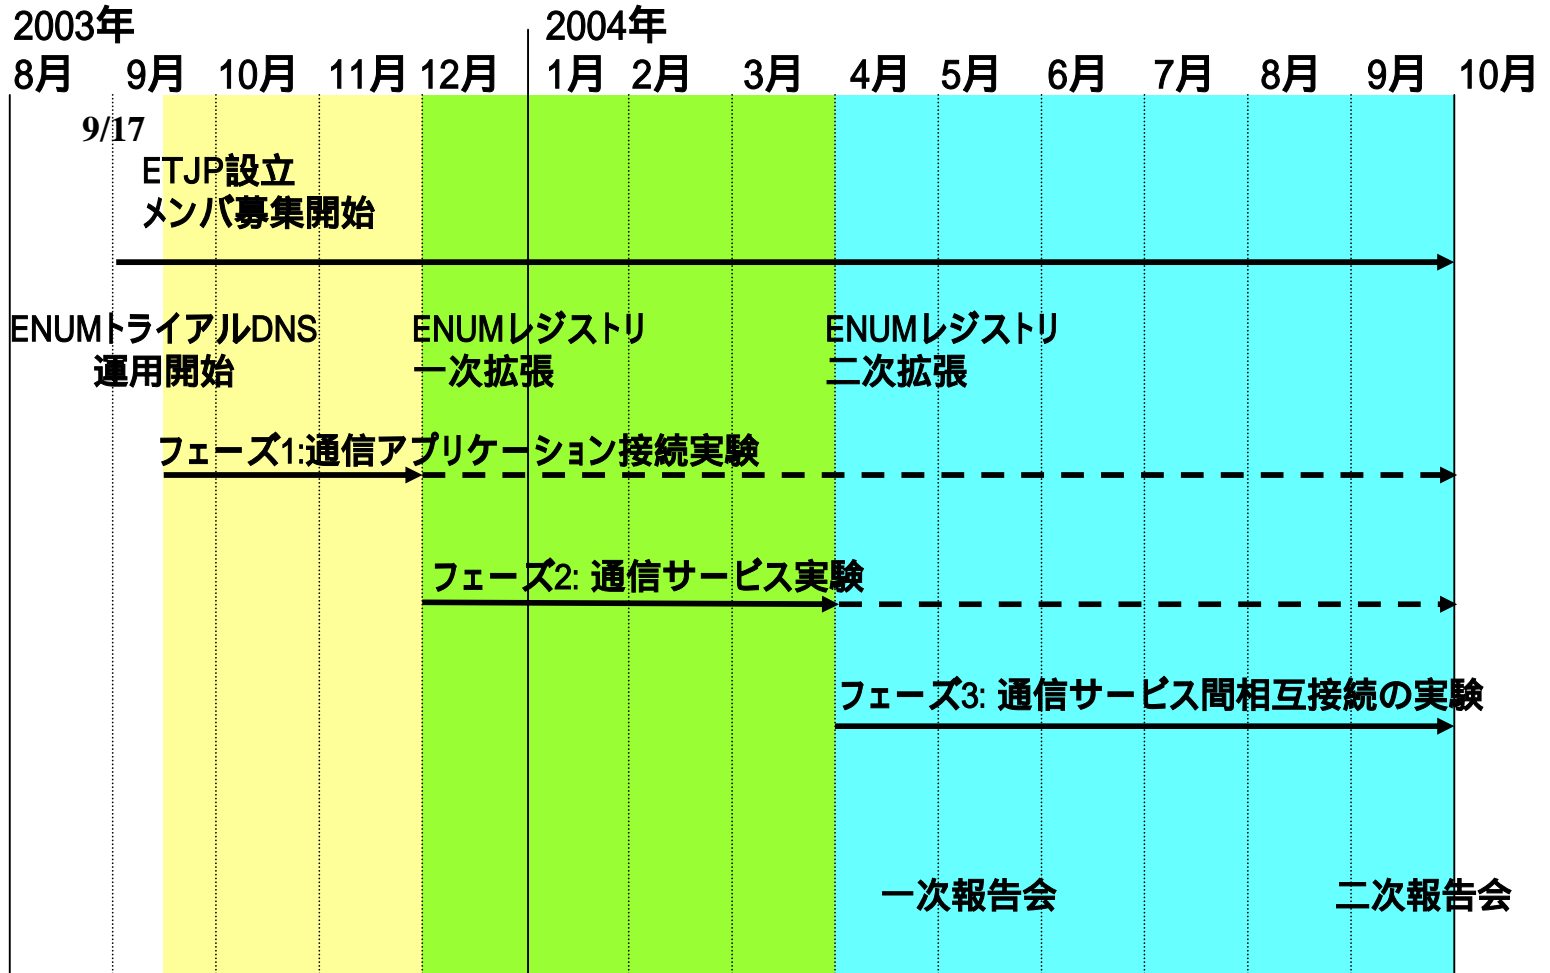 2003年 2004年
8月 9月 10月 11月 12月 1月 2月 3月 4月 5月 6月 7月 8月 9月 10月
9/17
ETJP設立
メンバ募集開始
ENUMトライアルDNS ENUMレジストリ ENUMレジストリ
運用開始 一次拡張 二次拡張
フェーズ1:通信アプリケーション接続実験
フェーズ2: 通信サービス実験
フェーズ3: 通信サービス間相互接続の実験
一次報告会 二次報告会